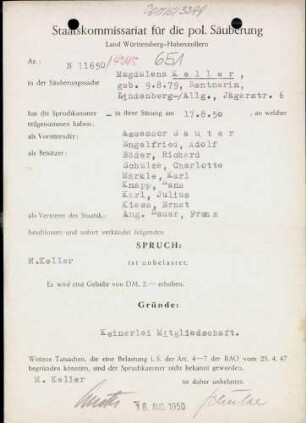 Staatskommissariat für die pol. Säuberung
Land Württemberg-Hohenzollern
Az.: N 11650/ 651
in der Säuberungssache Magdalena Keller,
geb. 9.8.79, Rentnerin,
Lindenberg-/Allg., Jägerstr. 6
hat die Spruchkammer - in ihrer Sitzung am 17.8.50 , an welcher
teilgenommen haben:
als Vorsitzender: Assessor Sauter
als Beisitzer: Engelfried, Adolf
Bäder, Richard
Schulze, Charlotte
Märkle, Karl
Knapp, Hans
Karl, Julius
Kiess, Ernst
als Vertreter des Staatsk.: Ang. Bauer, Franz
beschlossen und sofort verkündet folgenden
SPRUCH:
M.Keller ist unbelastet.
Es wird eine Gebühr von DM. 2.— erhoben.
Gründe:
Keinerlei Mitgliedschaft.
Weitere Tatsachen, die eine Belastung i. S. der Art. 4—7 der RAO vom 25. 4. 47
begründen könnten, sind der Spruchkammer nicht bekannt geworden.
M. Keller ist daher unbelastet.
18. AUG. 1950